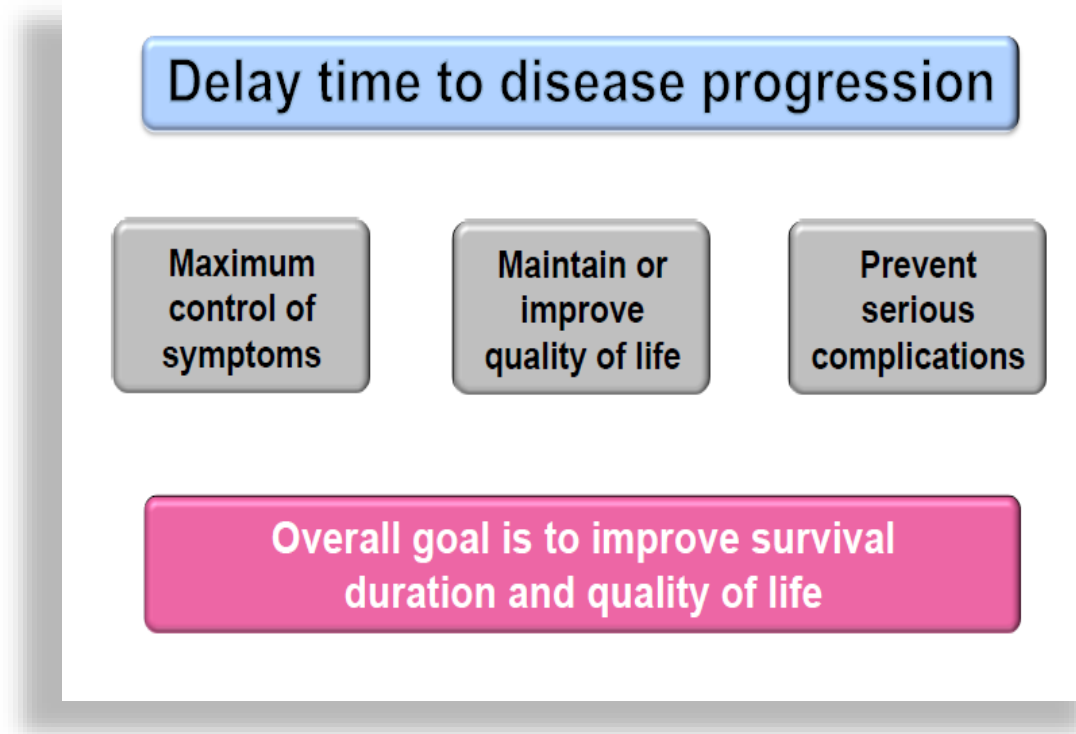 Delay time to disease progression
Maximum
control of
symptoms
Maintain or
improve
quality of life
Prevent
serious
complications
Overall goal is to improve survival
duration and quality of life